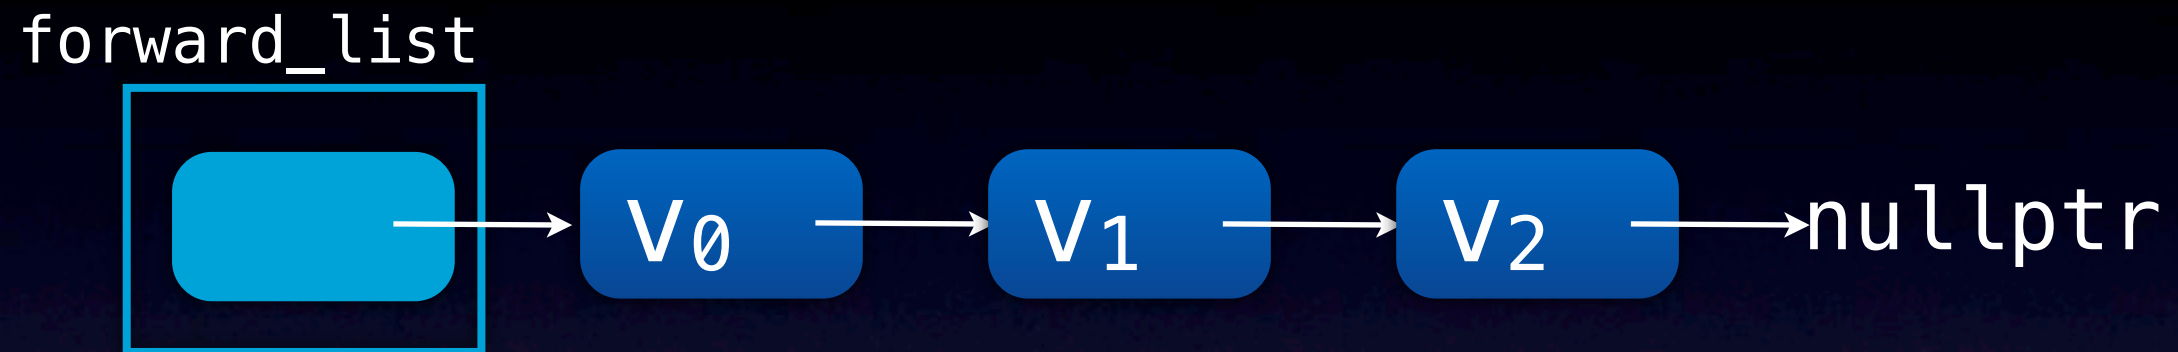 forward_list
v₀ v₁ v₂ nullptr